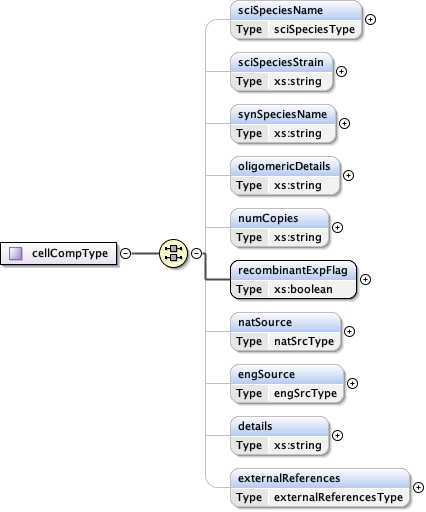 sciSpeciesName
Type sciSpeciesType
sciSpeciesStrain
Type xs:string
synSpeciesName
Type xs:string
oligomericDetails
Type xs:string
numCopies
Type xs:string
cellCompType
recombinantExpFlag
Type xs:boolean
natSource
Type natSrcType
engSource
Type engSrcType
details
Type xs:string
externalReferences
Type externalReferencesType